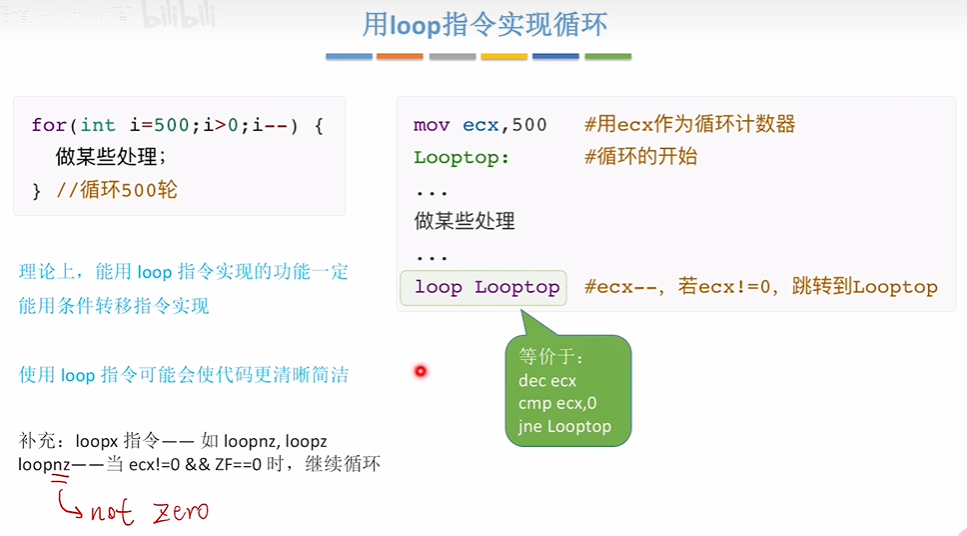 bilibili
用loop指令实现循环
for(int i=500;i>0;i--) {
做某些处理;
} //循环500轮
mov ecx,500 #用ecx作为循环计数器
Looptop: #循环的开始
...
做某些处理
...
loop Looptop #ecx--, 若ecx!=0, 跳转到Looptop
理论上，能用 loop 指令实现的功能一定
能用条件转移指令实现
使用 loop 指令可能会使代码更清晰简洁
等价于：
dec ecx
cmp ecx,0
jne Looptop
补充：loopx 指令—— 如 loopnz, loopz
loopnz——当 ecx!=0 && ZF==0 时，继续循环
not zero